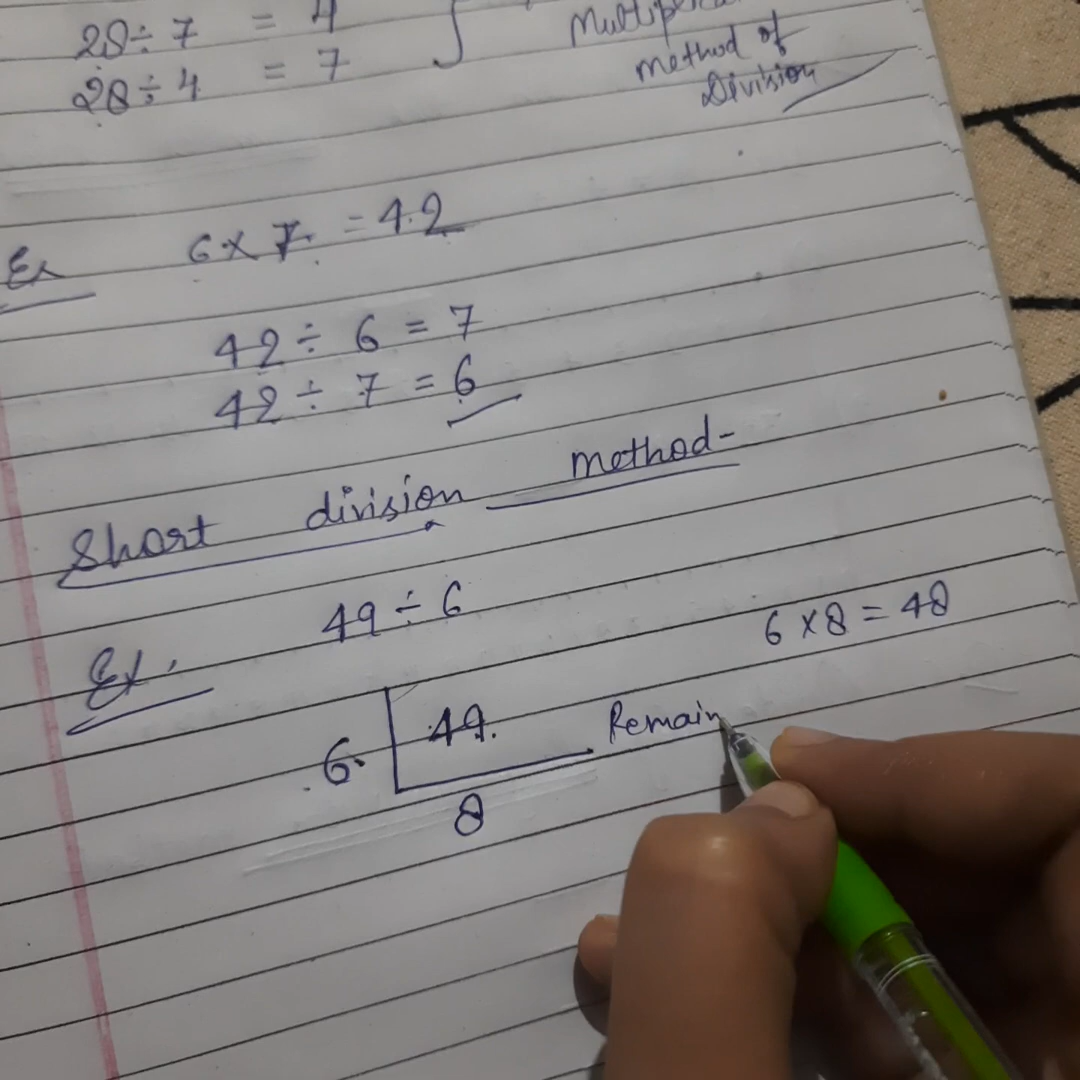 28 ÷ 7 = 4
28 ÷ 4 = 7
method of
Division
Ex 6 × 7 = 42
42 ÷ 6 = 7
42 ÷ 7 = 6
Short division method-
Ex. 49 ÷ 6
6 × 8 = 48
6 49 Remain
8